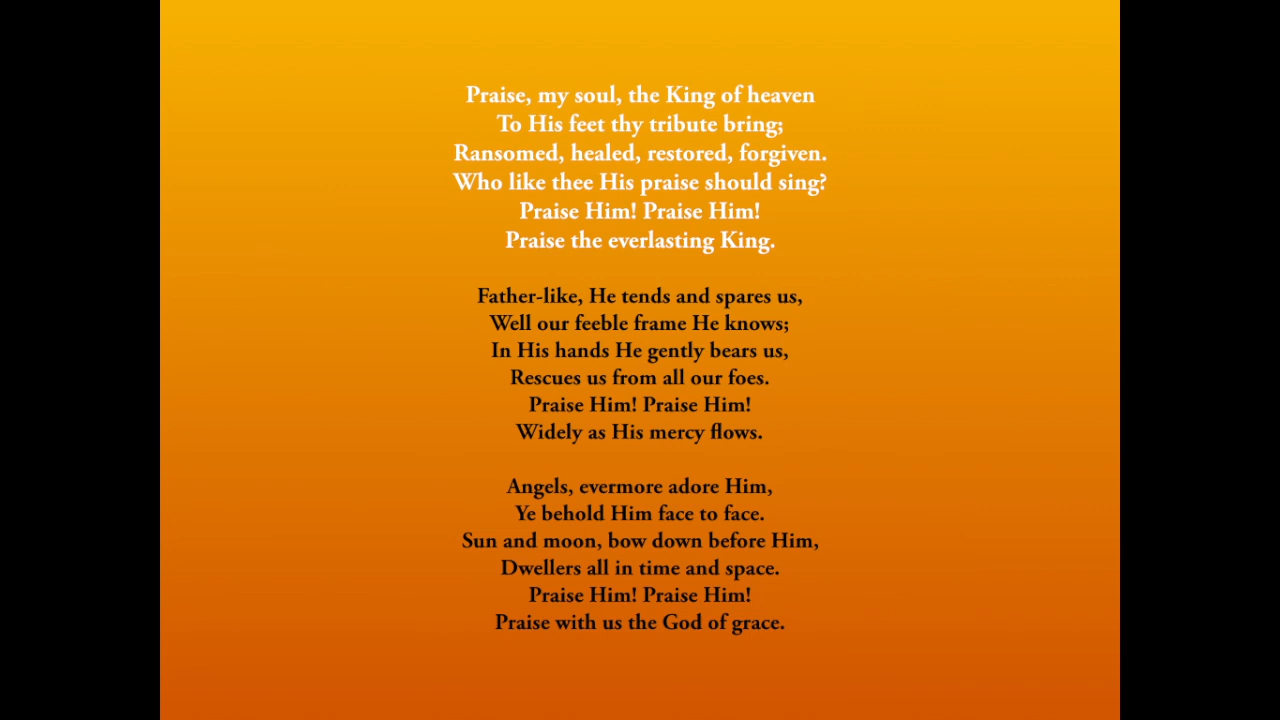 Praise, my soul, the King of heaven
To His feet thy tribute bring;
Ransomed, healed, restored, forgiven.
Who like thee His praise should sing?
Praise Him! Praise Him!
Praise the everlasting King.
Father-like, He tends and spares us,
Well our feeble frame He knows;
In His hands He gently bears us,
Rescues us from all our foes.
Praise Him! Praise Him!
Widely as His mercy flows.
Angels, evermore adore Him,
Ye behold Him face to face.
Sun and moon, bow down before Him,
Dwellers all in time and space.
Praise Him! Praise Him!
Praise with us the God of grace.